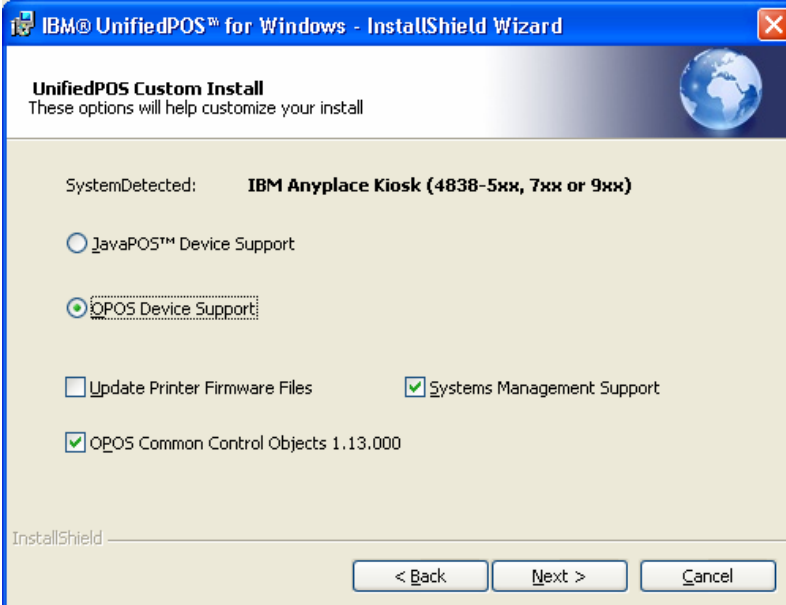 IBM® UnifiedPOS™ for Windows - InstallShield Wizard
UnifiedPOS Custom Install
These options will help customize your install
SystemDetected: IBM Anyplace Kiosk (4838-5xx, 7xx or 9xx)
JavaPOS™ Device Support
OPOS Device Support
Update Printer Firmware Files Systems Management Support
OPOS Common Control Objects 1.13.000
InstallShield
< Back Next > Cancel